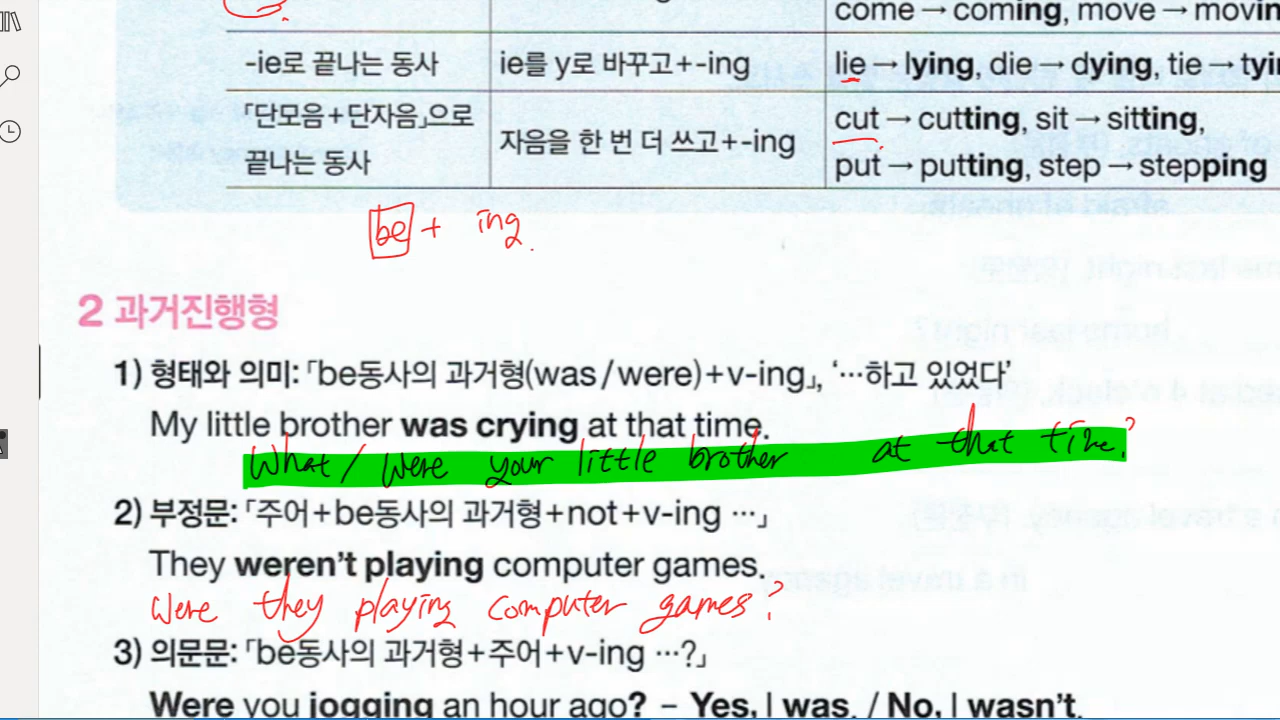 come → coming, move → movin
-ie로 끝나는 동사 ie를 y로 바꾸고+-ing lie → lying, die → dying, tie → tyi
「단모음+단자음」으로 끝나는 동사 자음을 한 번 더 쓰고+-ing cut → cutting, sit → sitting,
put → putting, step → stepping
be + ing
2 과거진행형
1) 형태와 의미: 「be동사의 과거형(was/were)+v-ing」, ‘…하고 있었다’
My little brother was crying at that time.
What / were your little brother at that time?
2) 부정문: 「주어+be동사의 과거형+not+v-ing …」
They weren't playing computer games.
Were they playing computer games?
3) 의문문: 「be동사의 과거형+주어+v-ing …?」
Were you jogging an hour ago? – Yes, I was. / No, I wasn't.